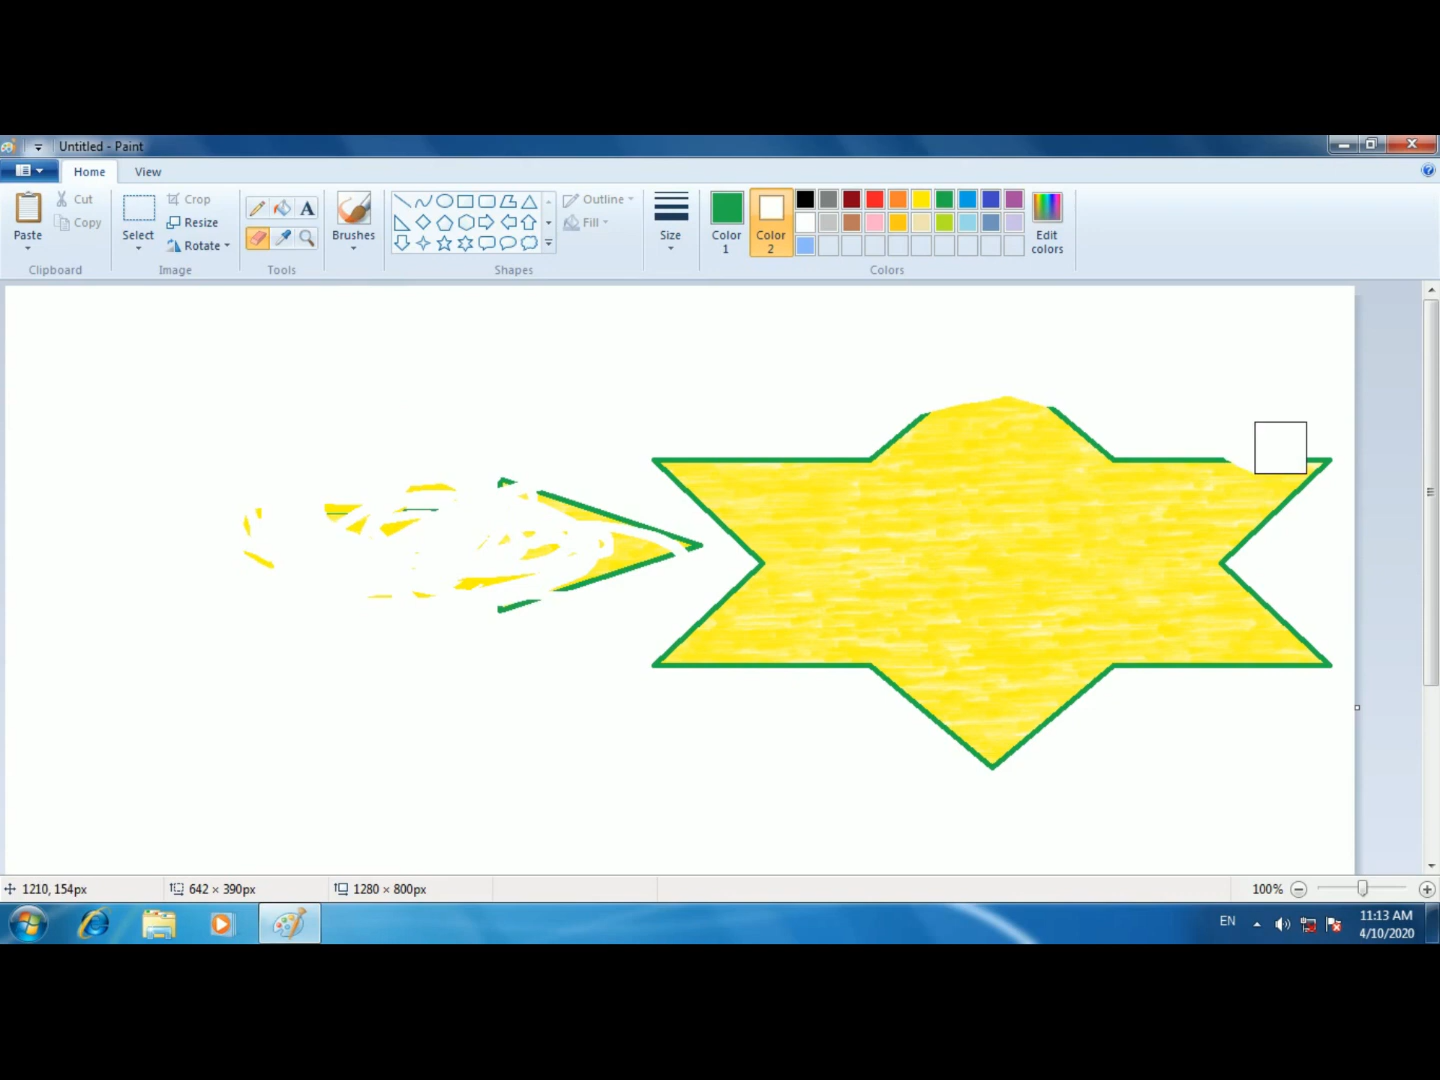 Untitled - Paint
Home View
Cut Crop Outline
Copy Resize Fill
Paste Select Rotate A Brushes Size Color 1 Color 2 Edit colors
Clipboard Image Tools Shapes Colors
1210, 154px 642 × 390px 1280 × 800px 100%
EN 11:13 AM
4/10/2020